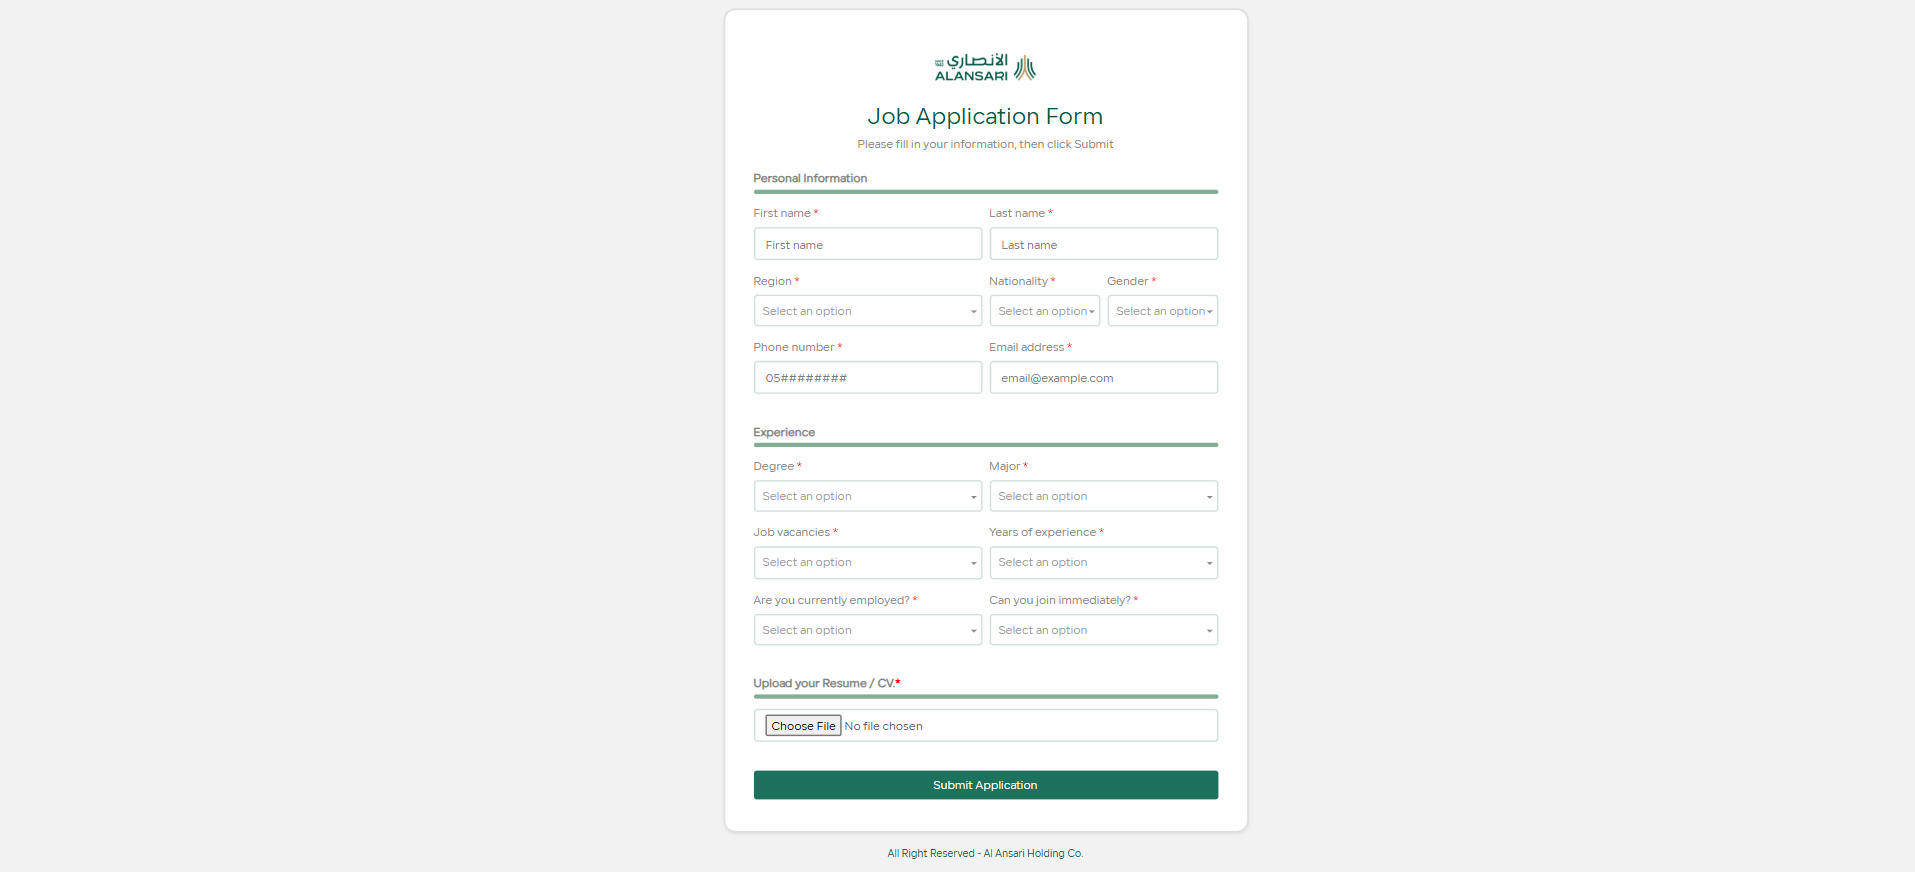 الأنصاري
ALANSARI
Job Application Form
Please fill in your information, then click Submit
Personal Information
First name * Last name *
First name Last name
Region * Nationality * Gender *
Select an option Select an option Select an option
Phone number * Email address *
05######## email@example.com
Experience
Degree * Major *
Select an option Select an option
Job vacancies * Years of experience *
Select an option Select an option
Are you currently employed? * Can you join immediately? *
Select an option Select an option
Upload your Resume / CV.*
Choose File No file chosen
Submit Application
All Right Reserved - Al Ansari Holding Co.